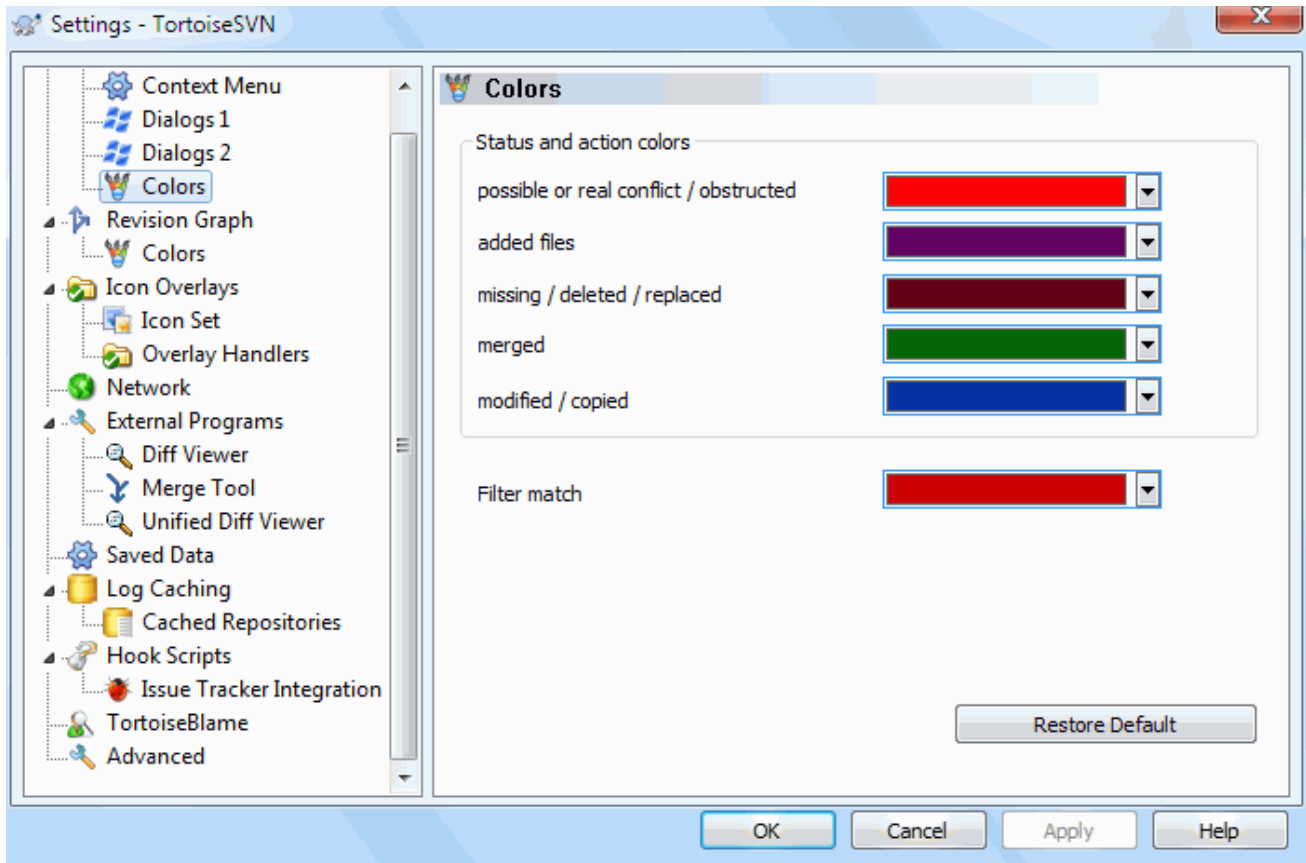 Settings - TortoiseSVN
Context Menu
Dialogs 1
Dialogs 2
Colors
Revision Graph
Colors
Icon Overlays
Icon Set
Overlay Handlers
Network
External Programs
Diff Viewer
Merge Tool
Unified Diff Viewer
Saved Data
Log Caching
Cached Repositories
Hook Scripts
Issue Tracker Integration
TortoiseBlame
Advanced
Colors
Status and action colors
possible or real conflict / obstructed
added files
missing / deleted / replaced
merged
modified / copied
Filter match
Restore Default
OK
Cancel
Apply
Help